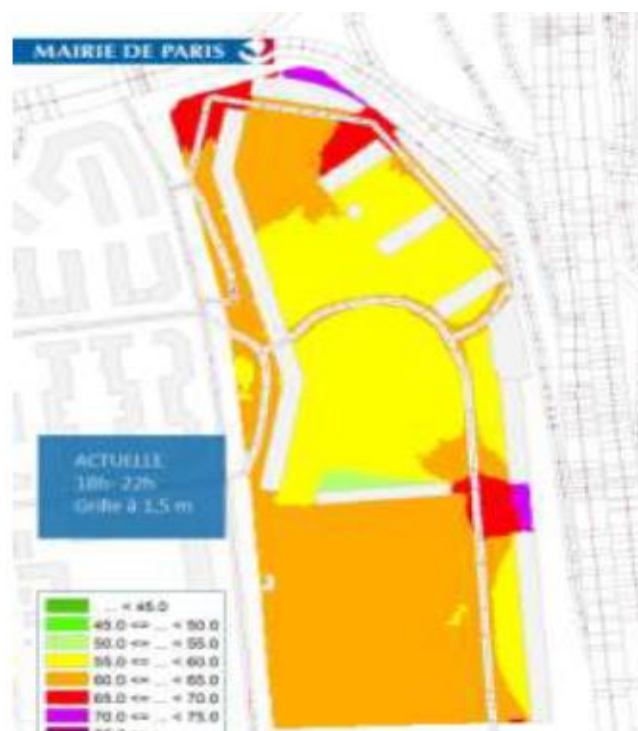 MAIRIE DE PARIS
ACTUELLE
18h- 22h
Grille à 1.5 m
... < 45.0
45.0 <= ... < 50.0
50.0 <= ... < 55.0
55.0 <= ... < 60.0
60.0 <= ... < 65.0
65.0 <= ... < 70.0
70.0 <= ... < 75.0